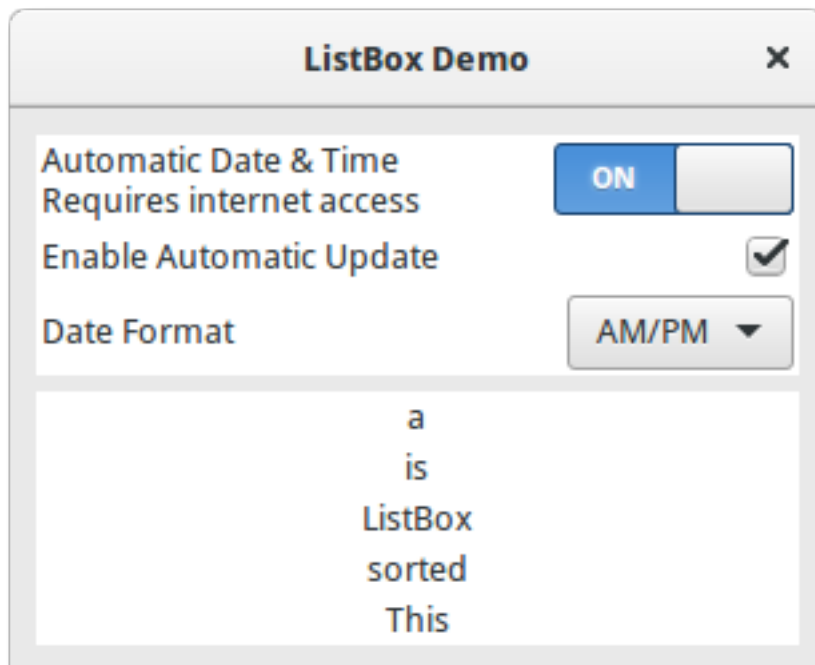 ListBox Demo
Automatic Date & Time
Requires internet access
ON
Enable Automatic Update
Date Format
AM/PM
a
is
ListBox
sorted
This